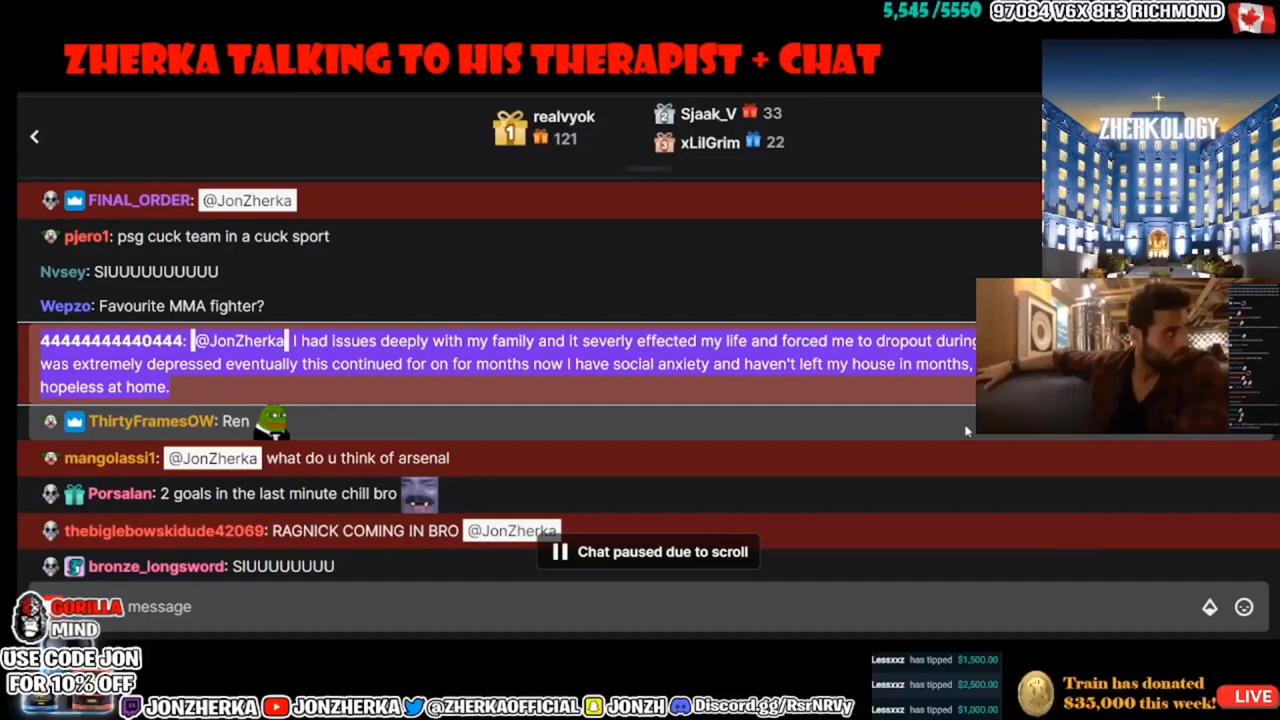 5,545 /5550
97084 V6X 8H3 RICHMOND
ZHERKA TALKING TO HIS THERAPIST + CHAT
ZHERKOLOGY
1 realvyok
121
2 Sjaak_V 33
3 xLilGrim 22
FINAL_ORDER: @JonZherka
pjero1: psg cuck team in a cuck sport
Nvsey: SIUUUUUUUUUU
Wepzo: Favourite MMA fighter?
44444444440444: @JonZherka I had issues deeply with my family and it severly effected my life and forced me to dropout during
was extremely depressed eventually this continued for on for months now I have social anxiety and haven't left my house in months,
hopeless at home.
ThirtyFramesOW: Ren
mangolassi1: @JonZherka what do u think of arsenal
Porsalan: 2 goals in the last minute chill bro
thebiglebowskidude42069: RAGNICK COMING IN BRO @JonZherka
Chat paused due to scroll
bronze_longsword: SIUUUUUUUU
message
GORILLA
MIND
USE CODE JON
FOR 10% OFF
JONZHERKA JONZHERKA @ZHERKAOFFICIAL JONZH Discord.gg/RsrNRVy
Lessxxz has tipped $1,500.00
Lessxxz has tipped $2,500.00
Lessxxz has tipped $1,000.00
Train has donated
$35,000 this week!
LIVE